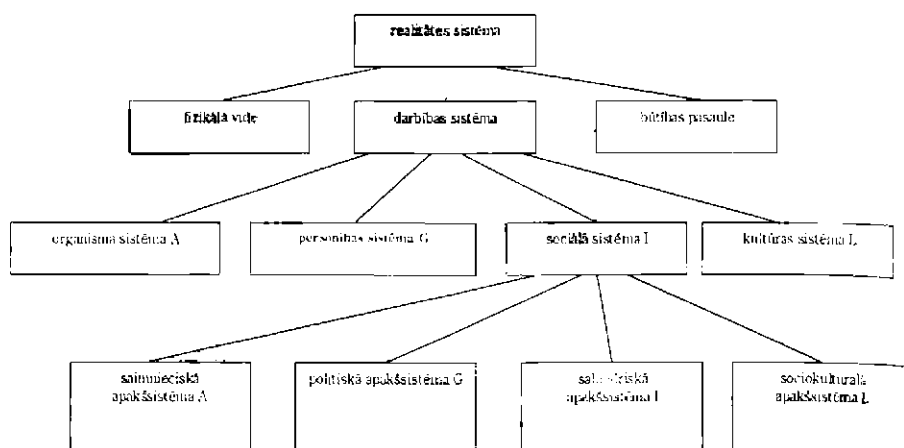 realitātes sistēma
fizikālā vide
darbības sistēma
būtības pasaule
organisma sistēma A
personības sistēma G
sociālā sistēma I
kultūras sistēma L
saimnieciskā
apakšsistēma A
politiskā apakšsistēma G
apakšsistēma I
sociokulturālā
apakšsistēma L